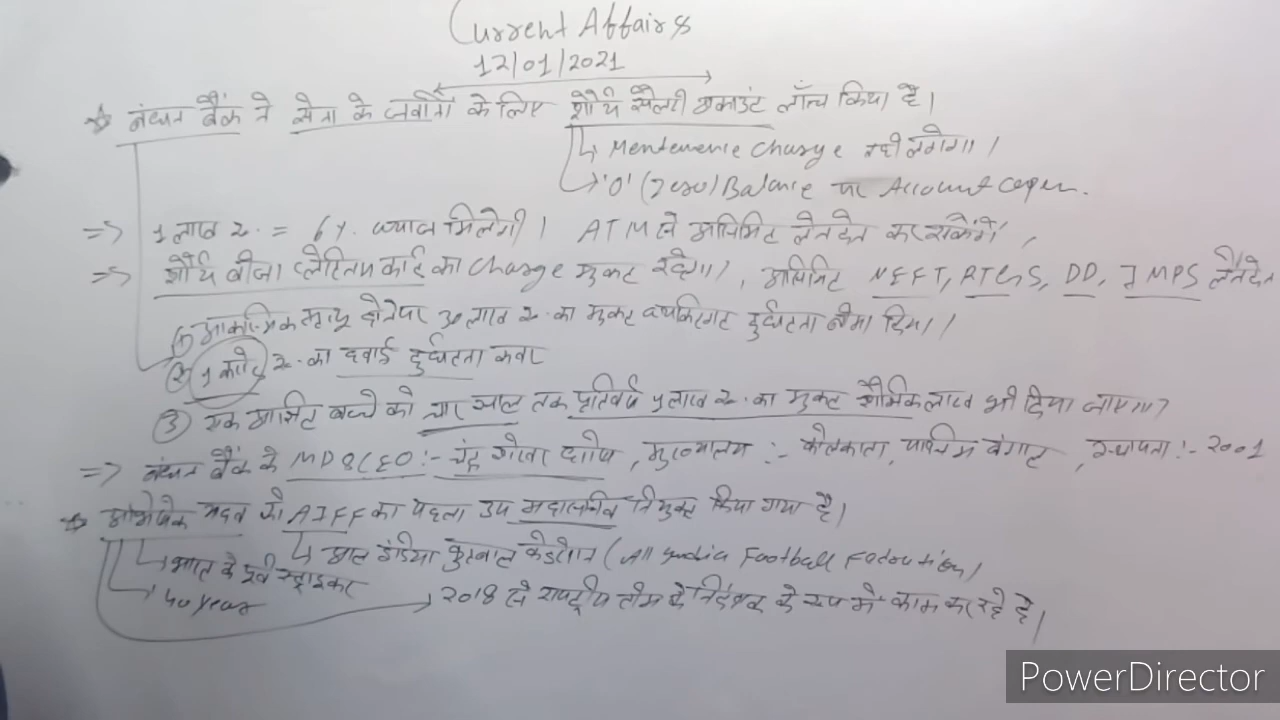 Current Affairs
12/01/2021
बंधन बैंक ने सेना के जवानों के लिए शौर्य सैलरी अकाउंट लॉन्च किया है।
Mentenence Charge नही लगेगा।
'0' (Zero) Balance पर Account open.
=> 1 लाख रु. = 6%. ब्याज मिलेगी। ATM से असिमित लेनदेन कर सकेंगें,
=> शौर्य वीजा प्लेटिनम कार्ड का Charge मुक्त रहेगा।, असिमित NEFT, RTGS, DD, IMPS लेनदेन
① आकस्मिक मृत्यु होनेपर 30 लाख रु. का मुक्त व्यक्तिगत दुर्घटना बीमा दिया।
② 1 करोड़ रु. का हवाई दुर्घटना कवर
③ एक आश्रित बच्चे को चार साल तक प्रतिवर्ष 1 लाख रु. का मुक्त शैक्षिक लाभ भी दिया जाएगा
=> बंधन बैंक के MD & CEO :- चंद्र शेखर घोष, मुख्यालय :- कोलकाता, पश्चिम बंगाल, स्थापना :- 2001
अभिषेक यादव को AIFF का पहला उप महासचिव नियुक्त किया गया है।
आल इंडिया फुटबाल फेडरेशन (All India Football Federation)
भारत के पूर्व स्ट्राइकर
40 year
2018 से राष्ट्रीय टीम के निदेशक के रूप में काम कर रहे है।
PowerDirector